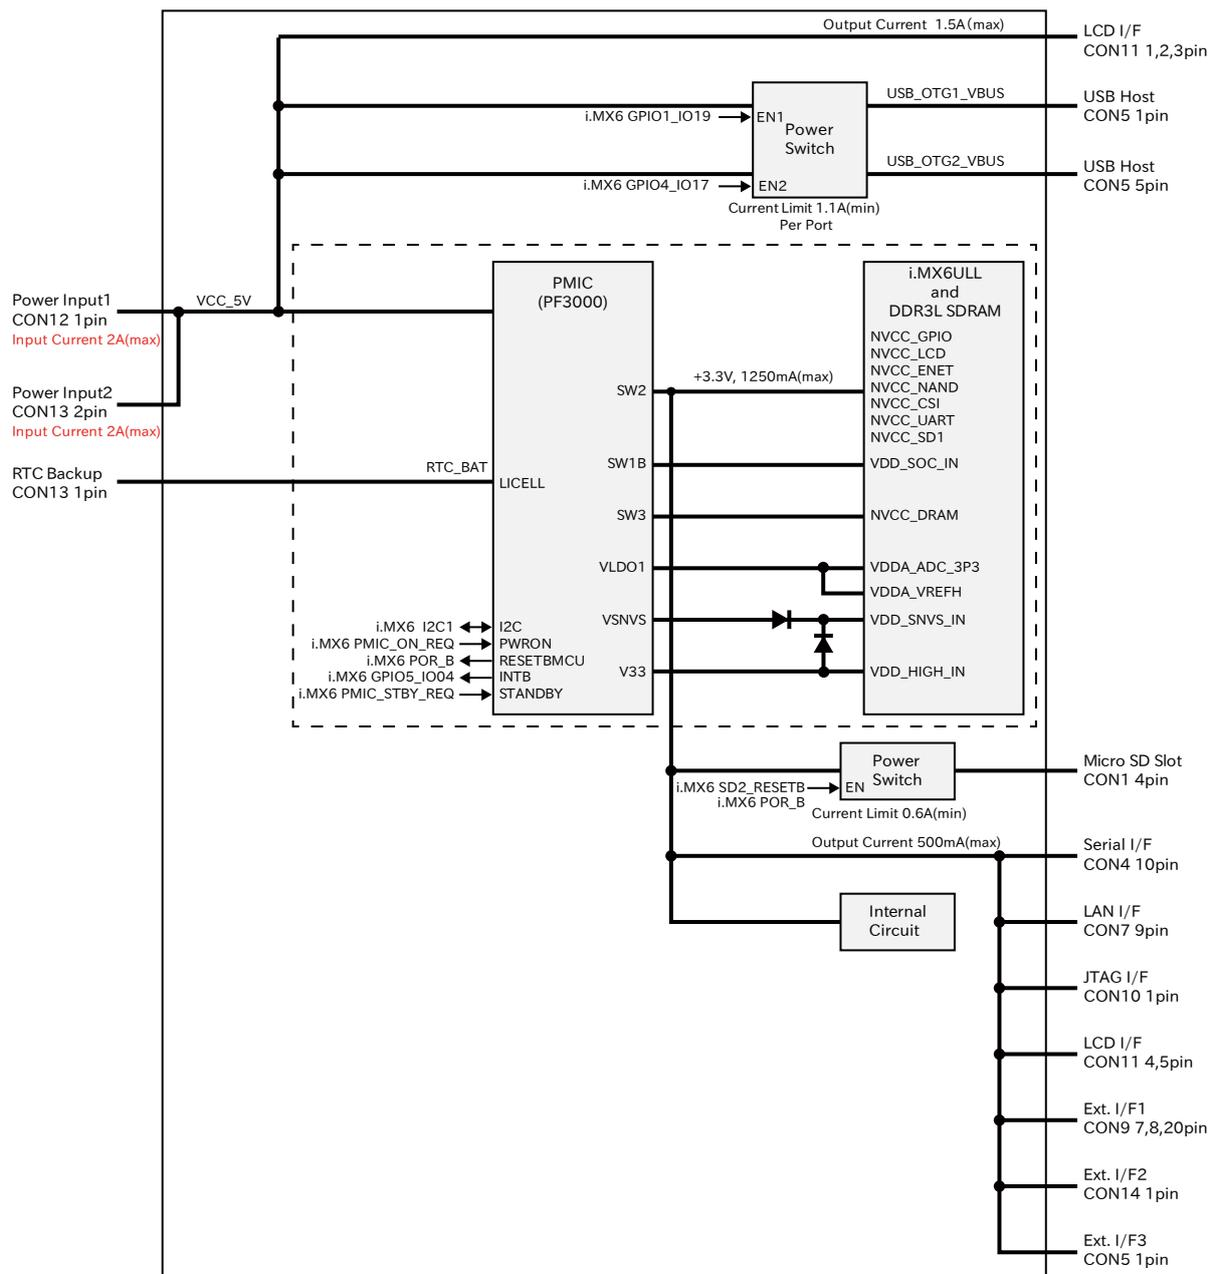 Output Current 1.5A(max)
LCD I/F
CON11 1,2,3pin
USB_OTG1_VBUS
USB Host
CON5 1pin
i.MX6 GPIO1_IO19
EN1
Power
Switch
USB_OTG2_VBUS
USB Host
CON5 5pin
i.MX6 GPIO4_IO17
EN2
Current Limit 1.1A(min)
Per Port
Power Input1
CON12 1pin
Input Current 2A(max)
VCC_5V
Power Input2
CON13 2pin
Input Current 2A(max)
RTC Backup
CON13 1pin
RTC_BAT
PMIC
(PF3000)
LICELL
SW2
SW1B
SW3
VLDO1
VSNVS
V33
i.MX6 I2C1
I2C
i.MX6 PMIC_ON_REQ
PWRON
i.MX6 POR_B
RESETBMCU
i.MX6 GPIO5_IO04
INTB
i.MX6 PMIC_STBY_REQ
STANDBY
+3.3V, 1250mA(max)
i.MX6ULL
and
DDR3L SDRAM
NVCC_GPIO
NVCC_LCD
NVCC_ENET
NVCC_NAND
NVCC_CSI
NVCC_UART
NVCC_SD1
VDD_SOC_IN
NVCC_DRAM
VDDA_ADC_3P3
VDDA_VREFH
VDD_SNVS_IN
VDD_HIGH_IN
Power
Switch
i.MX6 SD2_RESETB
i.MX6 POR_B
EN
Current Limit 0.6A(min)
Micro SD Slot
CON1 4pin
Output Current 500mA(max)
Serial I/F
CON4 10pin
Internal
Circuit
LAN I/F
CON7 9pin
JTAG I/F
CON10 1pin
LCD I/F
CON11 4,5pin
Ext. I/F1
CON9 7,8,20pin
Ext. I/F2
CON14 1pin
Ext. I/F3
CON5 1pin